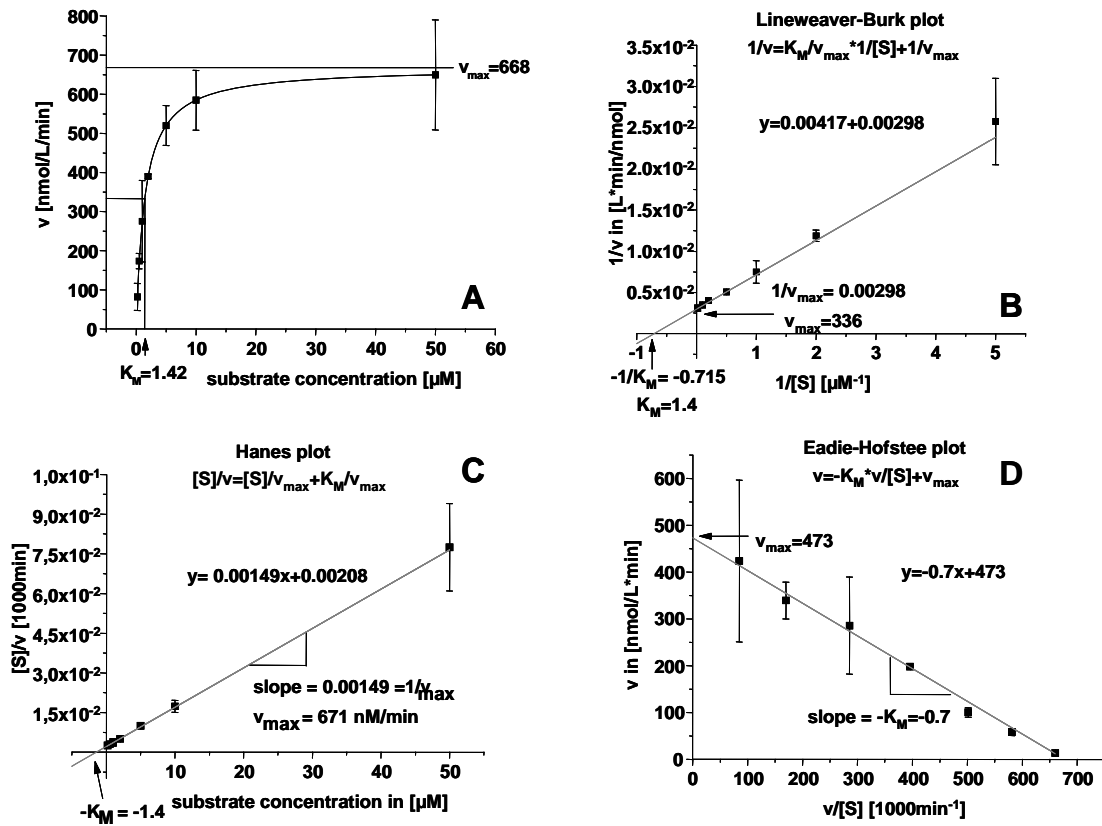 800
700
600
500
400
300
200
100
0
v [nmol/L/min]
v_max=668
A
0 10 20 30 40 50 60
K_M=1.42
substrate concentration [µM]
Lineweaver-Burk plot
1/v=K_M/v_max*1/[S]+1/v_max
3.5x10⁻²
3.0x10⁻²
2.5x10⁻²
2.0x10⁻²
1.5x10⁻²
1.0x10⁻²
0.5x10⁻²
1/v in [L*min/nmol]
y=0.00417+0.00298
1/v_max= 0.00298
v_max=336
B
-1 1 2 3 4 5
-1/K_M= -0.715
K_M=1.4
1/[S] [µM⁻¹]
Hanes plot
[S]/v=[S]/v_max+K_M/v_max
C
1,0x10⁻¹
9,0x10⁻²
7,5x10⁻²
6,0x10⁻²
4,5x10⁻²
3,0x10⁻²
1,5x10⁻²
[S]/v [1000min]
y= 0.00149x+0.00208
slope = 0.00149 =1/v_max
v_max= 671 nM/min
0 10 20 30 40 50
-K_M= -1.4
substrate concentration in [µM]
Eadie-Hofstee plot
v=-K_M*v/[S]+v_max
D
600
500
400
300
200
100
0
v in [nmol/L*min]
v_max=473
y=-0.7x+473
slope = -K_M=-0.7
0 100 200 300 400 500 600 700
v/[S] [1000min⁻¹]